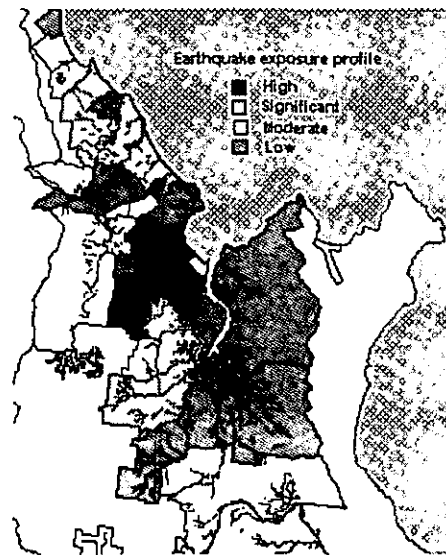 Earthquake exposure profile
High
Significant
Moderate
Low